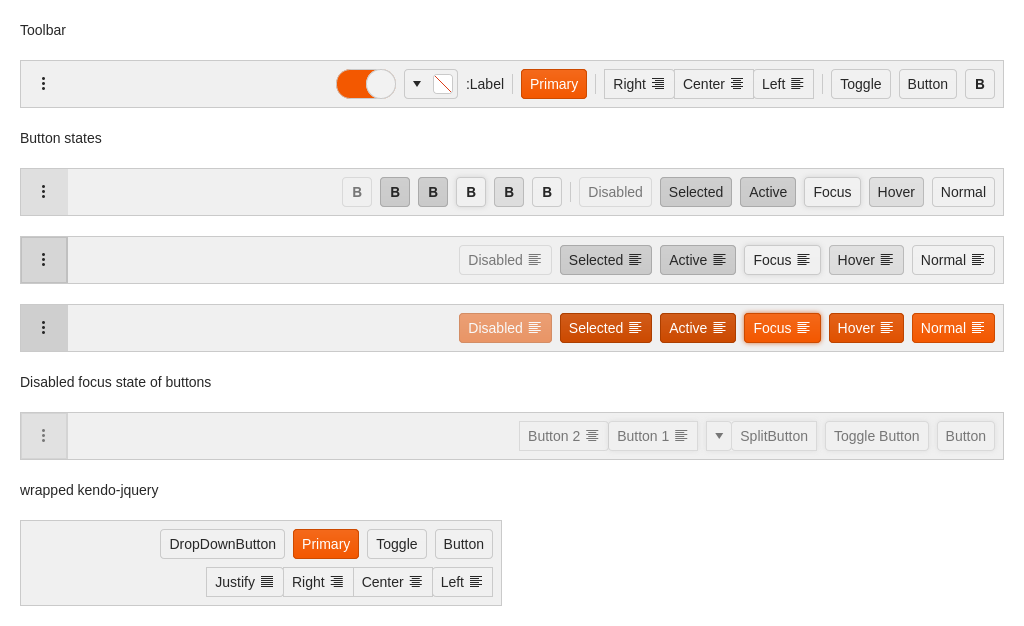 Toolbar
:Label Primary Right Center Left Toggle Button B
Button states
B B B B B B Disabled Selected Active Focus Hover Normal
Disabled Selected Active Focus Hover Normal
Disabled Selected Active Focus Hover Normal
Disabled focus state of buttons
Button 2 Button 1 SplitButton Toggle Button Button
wrapped kendo-jquery
DropDownButton Primary Toggle Button
Justify Right Center Left